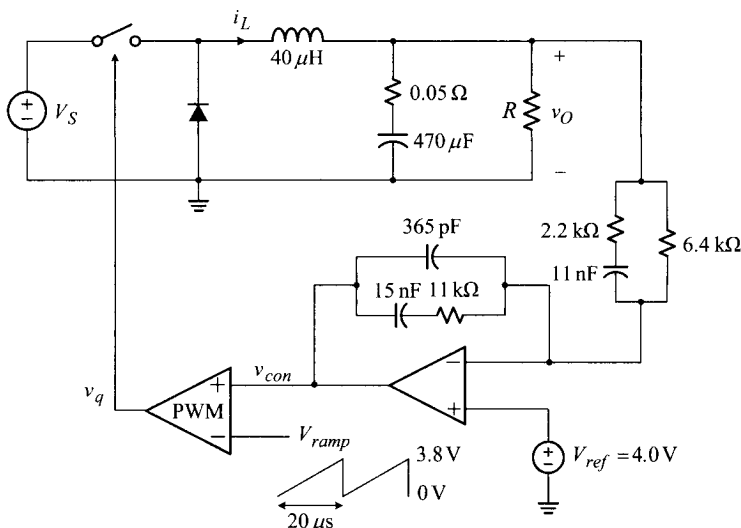 i_L
40 μH
V_S
0.05 Ω
470 μF
R
+
v_O
−
2.2 kΩ
11 nF
6.4 kΩ
365 pF
15 nF 11 kΩ
v_q
v_con
+
PWM
−
V_ramp
−
+
V_ref = 4.0 V
3.8 V
0 V
20 μs